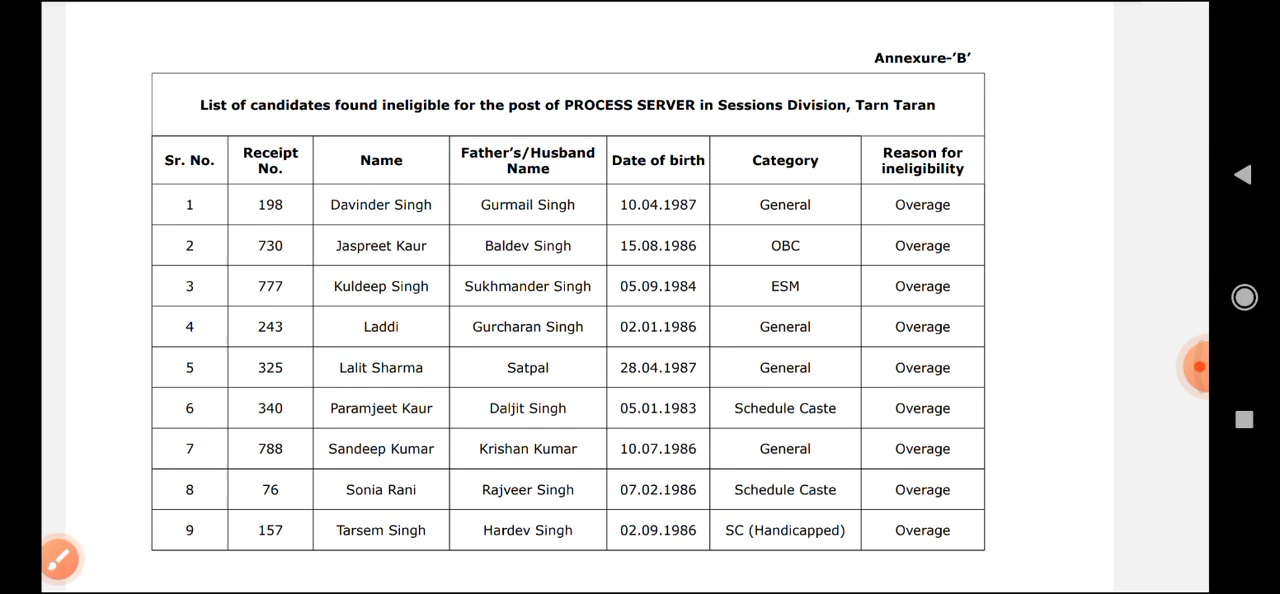 Annexure-'B'
List of candidates found ineligible for the post of PROCESS SERVER in Sessions Division, Tarn Taran
Sr. No. Receipt No. Name Father's/Husband Name Date of birth Category Reason for ineligibility
1 198 Davinder Singh Gurmail Singh 10.04.1987 General Overage
2 730 Jaspreet Kaur Baldev Singh 15.08.1986 OBC Overage
3 777 Kuldeep Singh Sukhmander Singh 05.09.1984 ESM Overage
4 243 Laddi Gurcharan Singh 02.01.1986 General Overage
5 325 Lalit Sharma Satpal 28.04.1987 General Overage
6 340 Paramjeet Kaur Daljit Singh 05.01.1983 Schedule Caste Overage
7 788 Sandeep Kumar Krishan Kumar 10.07.1986 General Overage
8 76 Sonia Rani Rajveer Singh 07.02.1986 Schedule Caste Overage
9 157 Tarsem Singh Hardev Singh 02.09.1986 SC (Handicapped) Overage